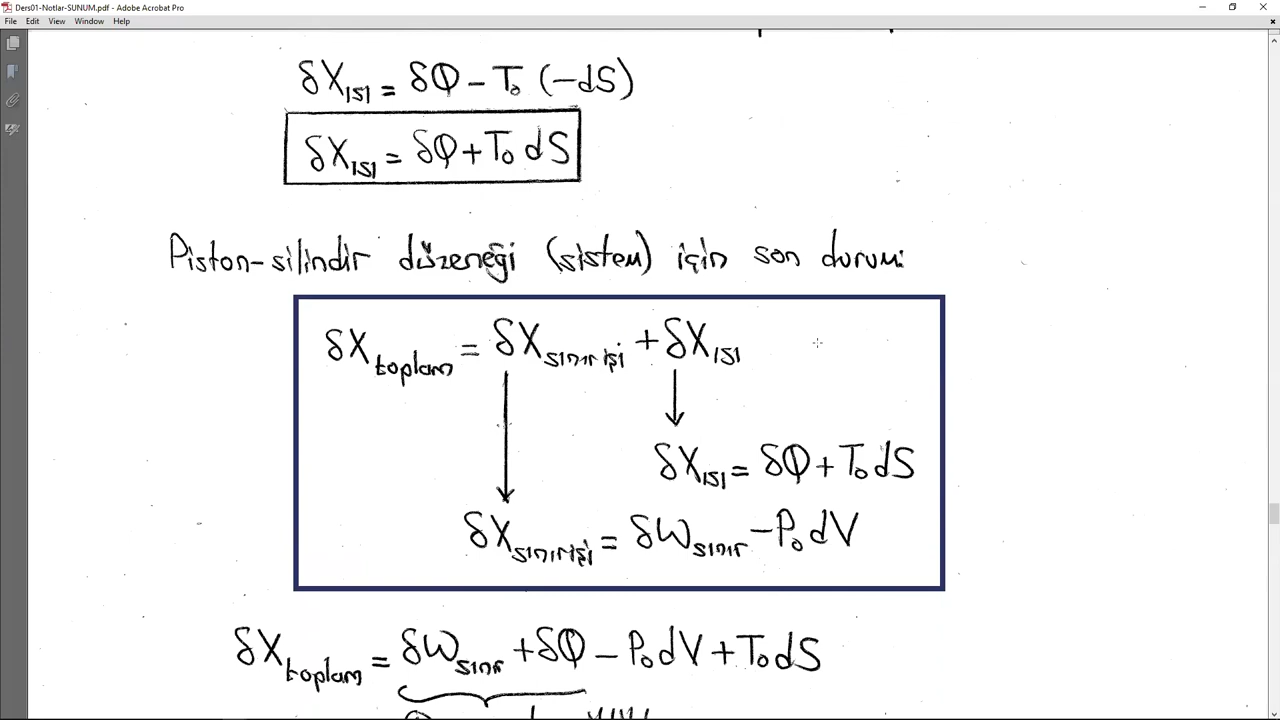 Ders01-Notlar-SUNUM.pdf - Adobe Acrobat Pro
File Edit View Window Help
δX_ısı = δQ − T₀ (−dS)
δX_ısı = δQ + T₀ dS
Piston-silindir düzeneği (sistem) için son durum:
δX_toplam = δX_sınır işi + δX_ısı
δX_ısı = δQ + T₀ dS
δX_sınır işi = δW_sınır − P₀ dV
δX_toplam = δW_sınır + δQ − P₀ dV + T₀ dS